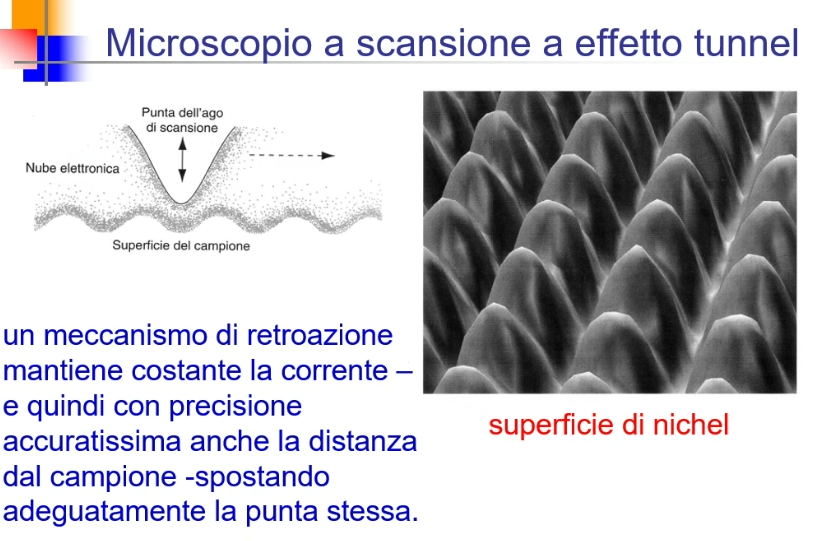 Microscopio a scansione a effetto tunnel
Punta dell'ago
di scansione
Nube elettronica
Superficie del campione
un meccanismo di retroazione
mantiene costante la corrente –
e quindi con precisione
accuratissima anche la distanza
dal campione -spostando
adeguatamente la punta stessa.
superficie di nichel